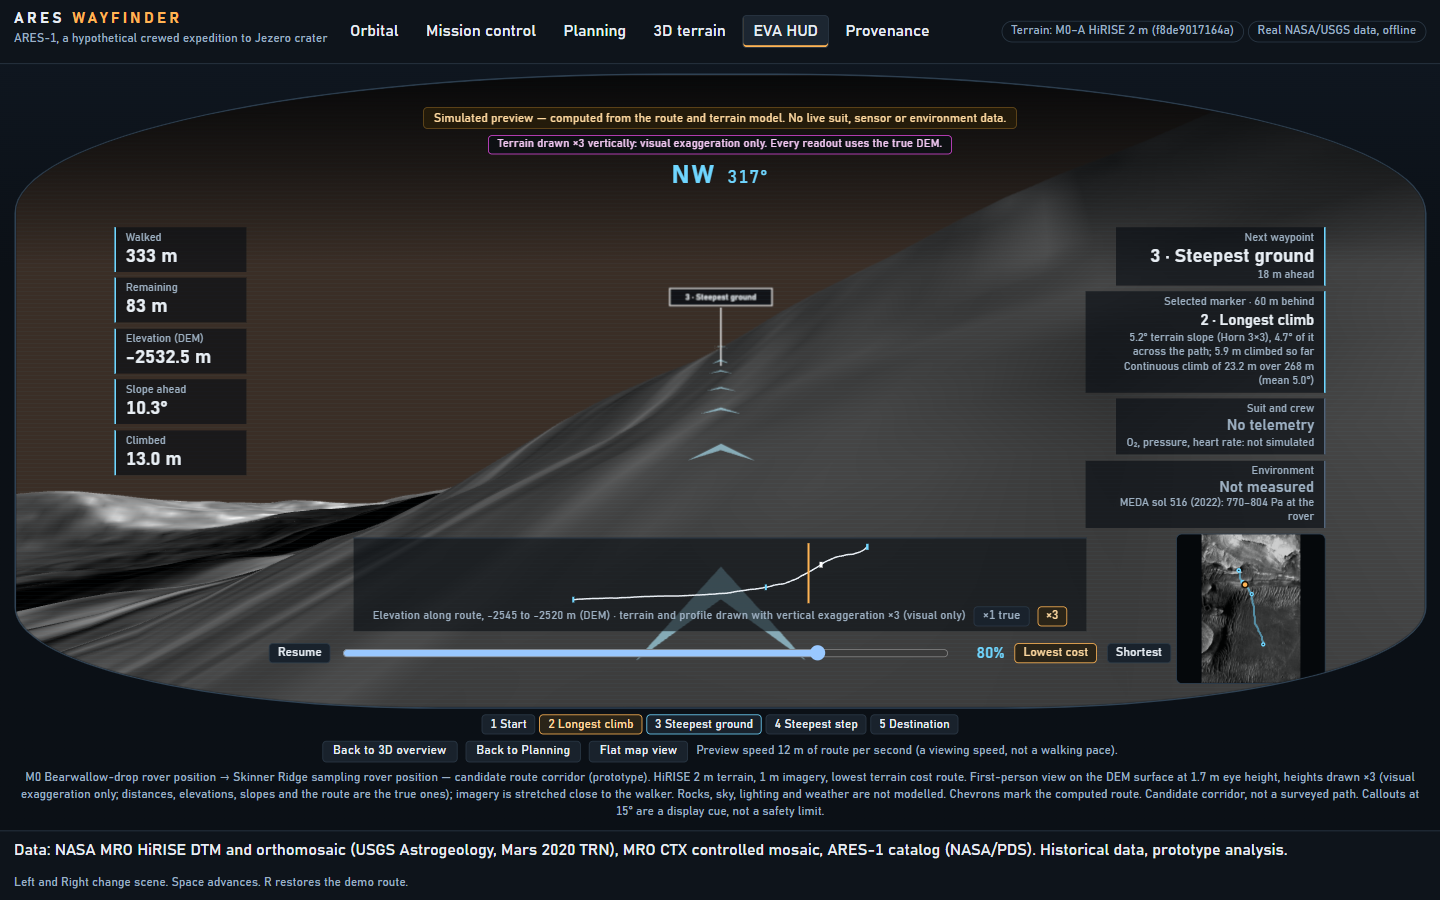 ARES WAYFINDER
ARES-1, a hypothetical crewed expedition to Jezero crater
Orbital
Mission control
Planning
3D terrain
EVA HUD
Provenance
Terrain: M0-A HiRISE 2 m (f8de9017164a)
Real NASA/USGS data, offline
Simulated preview — computed from the route and terrain model. No live suit, sensor or environment data.
Terrain drawn ×3 vertically: visual exaggeration only. Every readout uses the true DEM.
NW 317°
Walked
333 m
Remaining
83 m
Elevation (DEM)
−2532.5 m
Slope ahead
10.3°
Climbed
13.0 m
3 · Steepest ground
Next waypoint
3 · Steepest ground
18 m ahead
Selected marker · 60 m behind
2 · Longest climb
5.2° terrain slope (Horn 3×3), 4.7° of it
across the path; 5.9 m climbed so far
Continuous climb of 23.2 m over 268 m
(mean 5.0°)
Suit and crew
No telemetry
O₂, pressure, heart rate: not simulated
Environment
Not measured
MEDA sol 516 (2022): 770–804 Pa at the
rover
Elevation along route, −2545 to −2520 m (DEM) · terrain and profile drawn with vertical exaggeration ×3 (visual only)
×1 true
×3
Resume
80%
Lowest cost
Shortest
1 Start
2 Longest climb
3 Steepest ground
4 Steepest step
5 Destination
Back to 3D overview
Back to Planning
Flat map view
Preview speed 12 m of route per second (a viewing speed, not a walking pace).
M0 Bearwallow-drop rover position → Skinner Ridge sampling rover position — candidate route corridor (prototype). HiRISE 2 m terrain, 1 m imagery, lowest terrain cost route. First-person view on the DEM surface at 1.7 m eye height, heights drawn ×3 (visual
exaggeration only; distances, elevations, slopes and the route are the true ones); imagery is stretched close to the walker. Rocks, sky, lighting and weather are not modelled. Chevrons mark the computed route. Candidate corridor, not a surveyed path. Callouts at
15° are a display cue, not a safety limit.
Data: NASA MRO HiRISE DTM and orthomosaic (USGS Astrogeology, Mars 2020 TRN), MRO CTX controlled mosaic, ARES-1 catalog (NASA/PDS). Historical data, prototype analysis.
Left and Right change scene. Space advances. R restores the demo route.